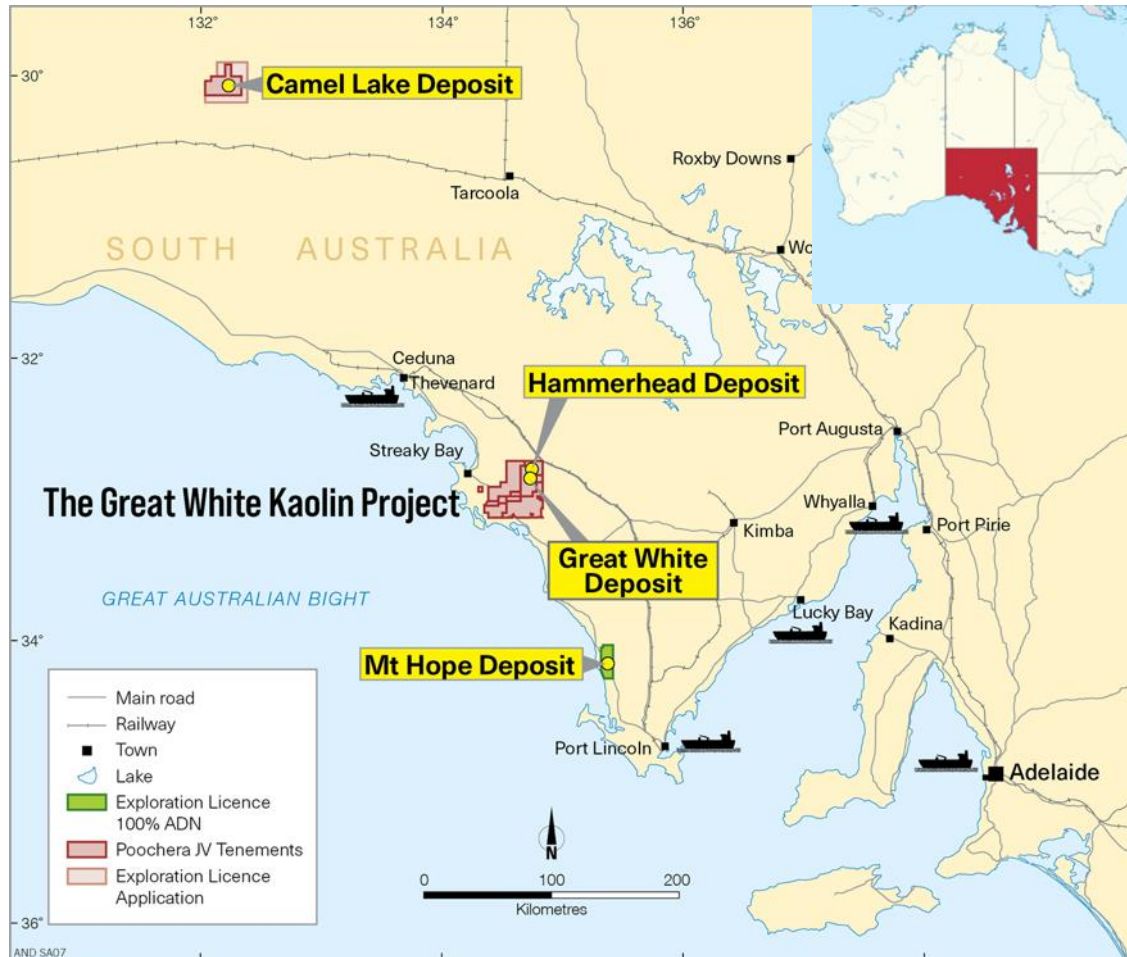 132°
134°
136°
30°
Camel Lake Deposit
Roxby Downs
Tarcoola
SOUTH AUSTRALIA
Wo
32°
Ceduna
Thevenard
Hammerhead Deposit
Port Augusta
Streaky Bay
The Great White Kaolin Project
Whyalla
Kimba
Port Pirie
Great White
Deposit
GREAT AUSTRALIAN BIGHT
Lucky Bay
Kadina
34°
Mt Hope Deposit
Port Lincoln
Adelaide
Main road
Railway
Town
Lake
Exploration Licence
100% ADN
Poochera JV Tenements
Exploration Licence
Application
N
0
100
200
Kilometres
36°
AND SA07